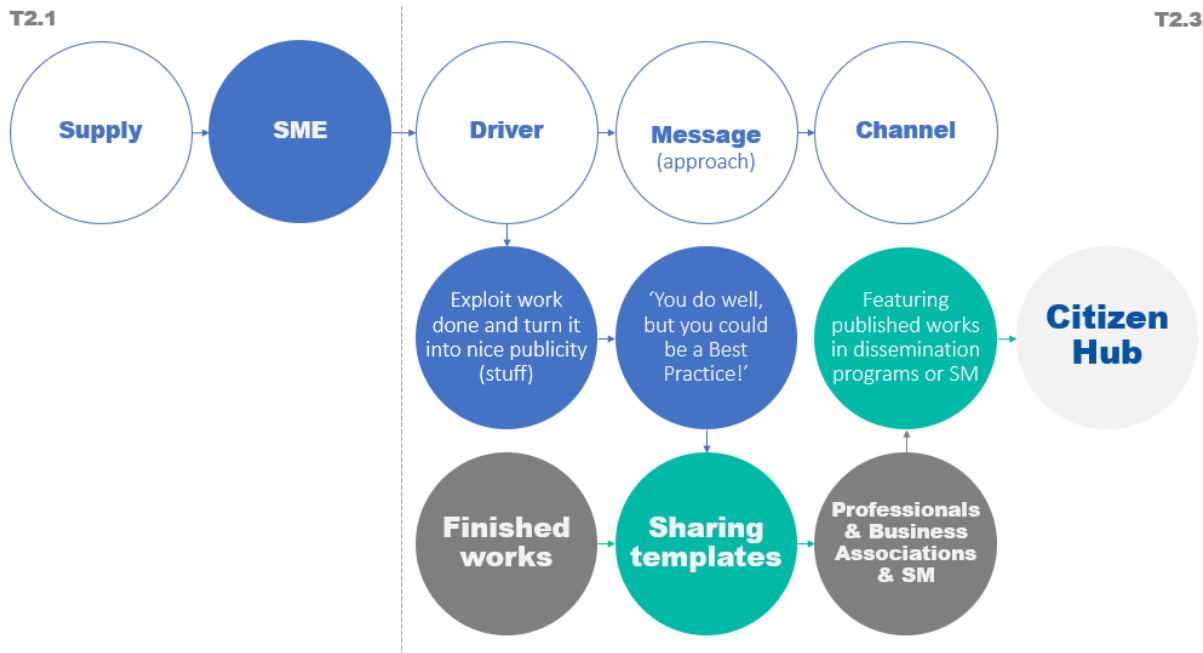 T2.1
T2.3
Supply
SME
Driver
Message
(approach)
Channel
Exploit work
done and turn it
into nice publicity
(stuff)
‘You do well,
but you could
be a Best
Practice!’
Featuring
published works
in dissemination
programs or SM
Citizen
Hub
Finished
works
Sharing
templates
Professionals
& Business
Associations
& SM